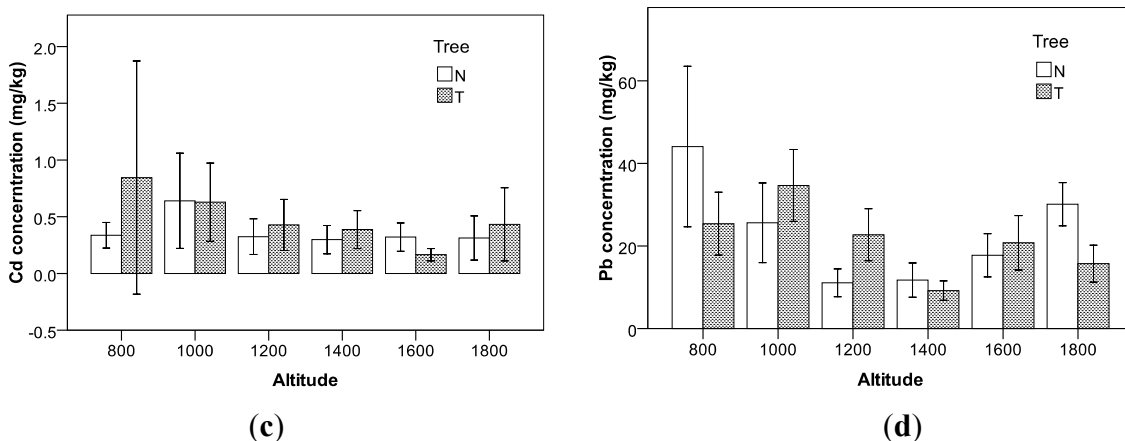 Cd concerntration (mg/kg)
2.0
1.5
1.0
0.5
0.0
-0.5
Tree
N
T
800 1000 1200 1400 1600 1800
Altitude
(c)
Pb concerntration (mg/kg)
60
40
20
0
Tree
N
T
800 1000 1200 1400 1600 1800
Altitude
(d)